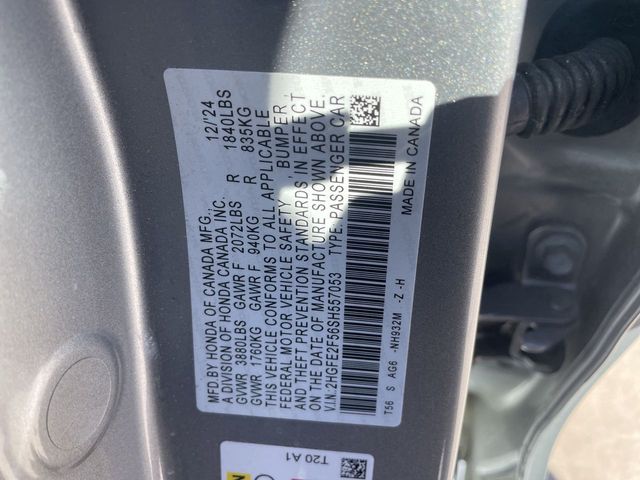 MFD.BY HONDA OF CANADA MFG. 12/'24
A DIVISION OF HONDA CANADA INC.
GVWR 3880LBS GAWR F 2072LBS R 1840LBS
GVWR 1760KG GAWR F 940KG R 835KG
THIS VEHICLE CONFORMS TO ALL APPLICABLE
FEDERAL MOTOR VEHICLE SAFETY, BUMPER,
AND THEFT PREVENTION STANDARDS IN EFFECT
ON THE DATE OF MANUFACTURE SHOWN ABOVE.
V.I.N.:2HGFE2F56SH557053 TYPE:PASSENGER CAR
T56 S AG6 -NH932M -Z -H MADE IN CANADA
T20 A1